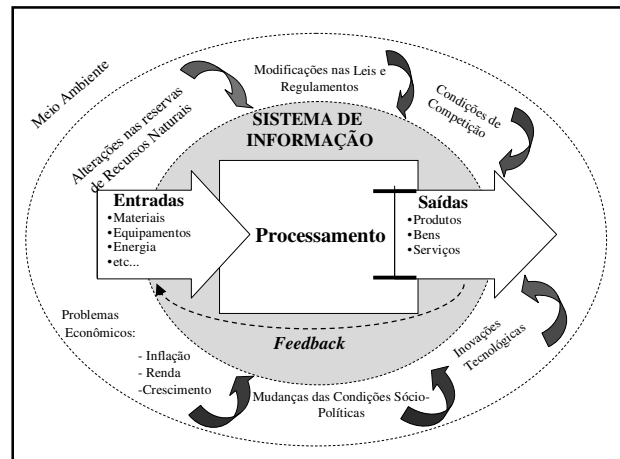 Meio Ambiente
Alterações nas reservas
de Recursos Naturais
Modificações nas Leis e
Regulamentos
Condições de
Competição
SISTEMA DE
INFORMAÇÃO
Entradas
•Materiais
•Equipamentos
•Energia
•etc...
Processamento
Saídas
•Produtos
•Bens
•Serviços
Feedback
Problemas
Econômicos:
- Inflação
- Renda
-Crescimento
Mudanças das Condições Sócio-
Políticas
Inovações
Tecnológicas